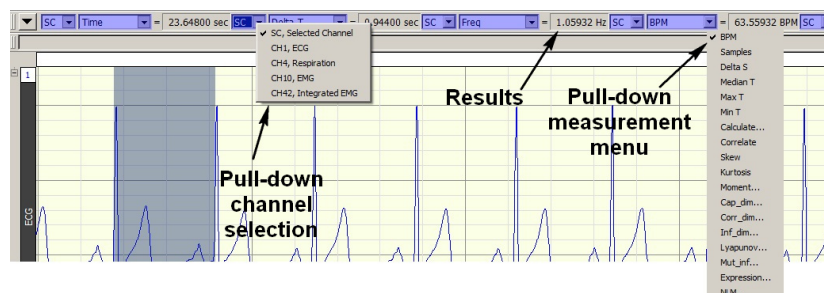 SC Time = 23.64800 sec SC Delta T = 0.94400 sec SC Freq = 1.05932 Hz SC BPM = 63.55932 BPM SC
✓ SC, Selected Channel
CH1, ECG
CH4, Respiration
CH10, EMG
CH42, Integrated EMG
✓ BPM
Samples
Delta S
Median T
Max T
Min T
Calculate...
Correlate
Skew
Kurtosis
Moment...
Cap_dim...
Corr_dim...
Inf_dim...
Lyapunov...
Mut_inf...
Expression...
NLM
1
ECG
Pull-down
channel
selection
Results
Pull-down
measurement
menu